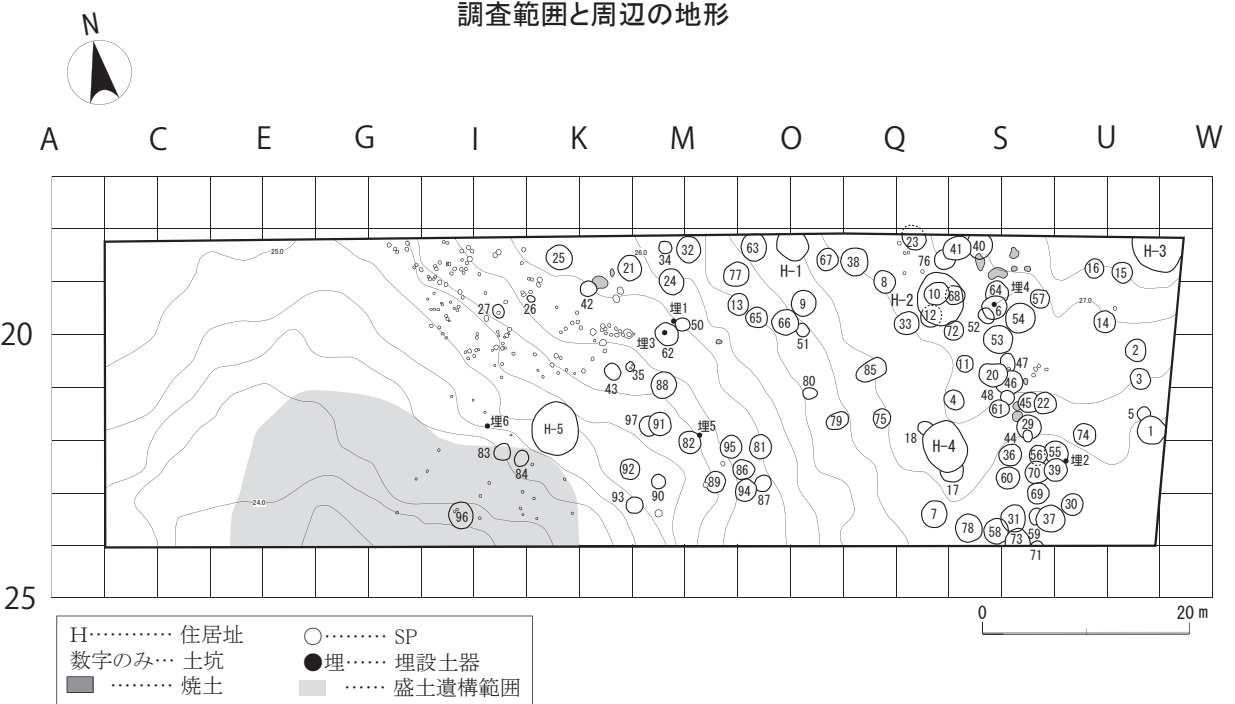 調査範囲と周辺の地形
N
A C E G I K M O Q S U W
20
25
25.0
26.0
27.0
24.0
H-1
H-2
H-3
H-4
H-5
埋1
埋2
埋3
埋4
埋5
埋6
23 41 40 76 32 34 63 25 21 24 77 67 38 8 16 15
42 27 26 13 65 66 9 51 33 10 68 12 72 64 6 52 54 57 53 14
50 62 43 35 88 80 85 11 20 47 46 48 61 45 22 2 3
97 91 82 95 81 79 75 4 18 17 29 44 36 56 55 74 5 1
83 84 92 93 90 89 86 94 87 60 70 39 69 30
96 7 78 58 31 73 59 37 71
0 20 m
H………… 住居址
数字のみ… 土坑
……… 焼土
○……… SP
●埋…… 埋設土器
…… 盛土遺構範囲